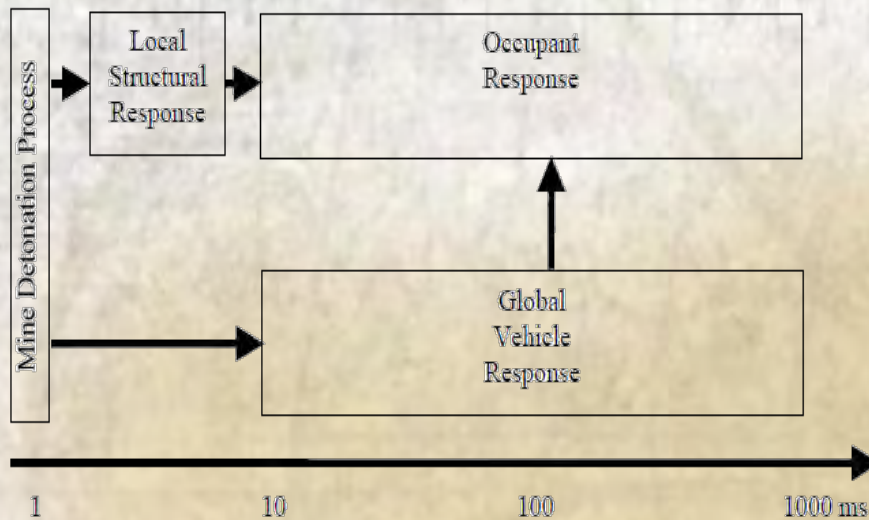 Mine Detonation Process
Local
Structural
Response
Occupant
Response
Global
Vehicle
Response
1 10 100 1000 ms